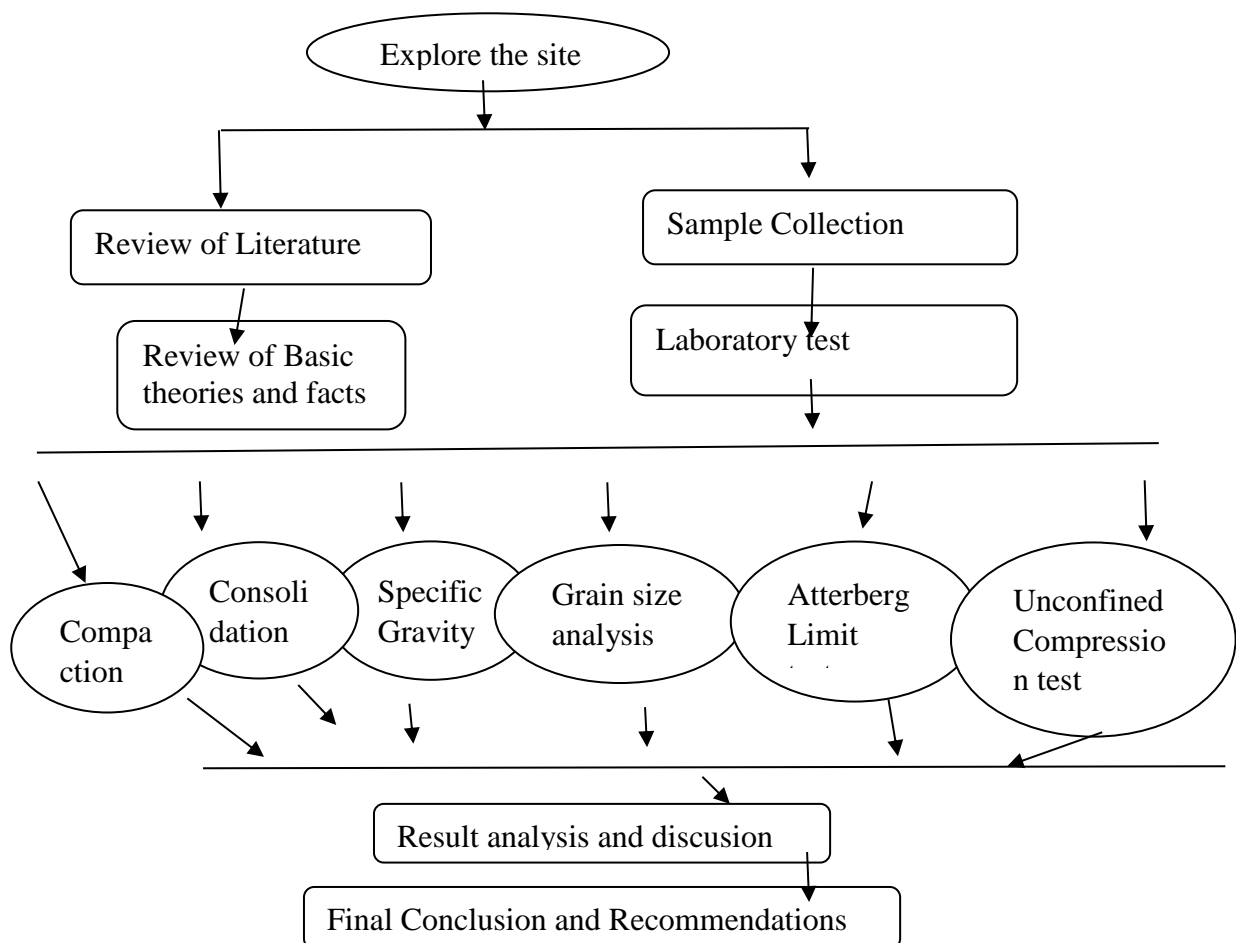 Explore the site
Review of Literature
Sample Collection
Review of Basic
theories and facts
Laboratory test
Compa
ction
Consoli
dation
Specific
Gravity
Grain size
analysis
Atterberg
Limit
Unconfined
Compressio
n test
Result analysis and discusion
Final Conclusion and Recommendations